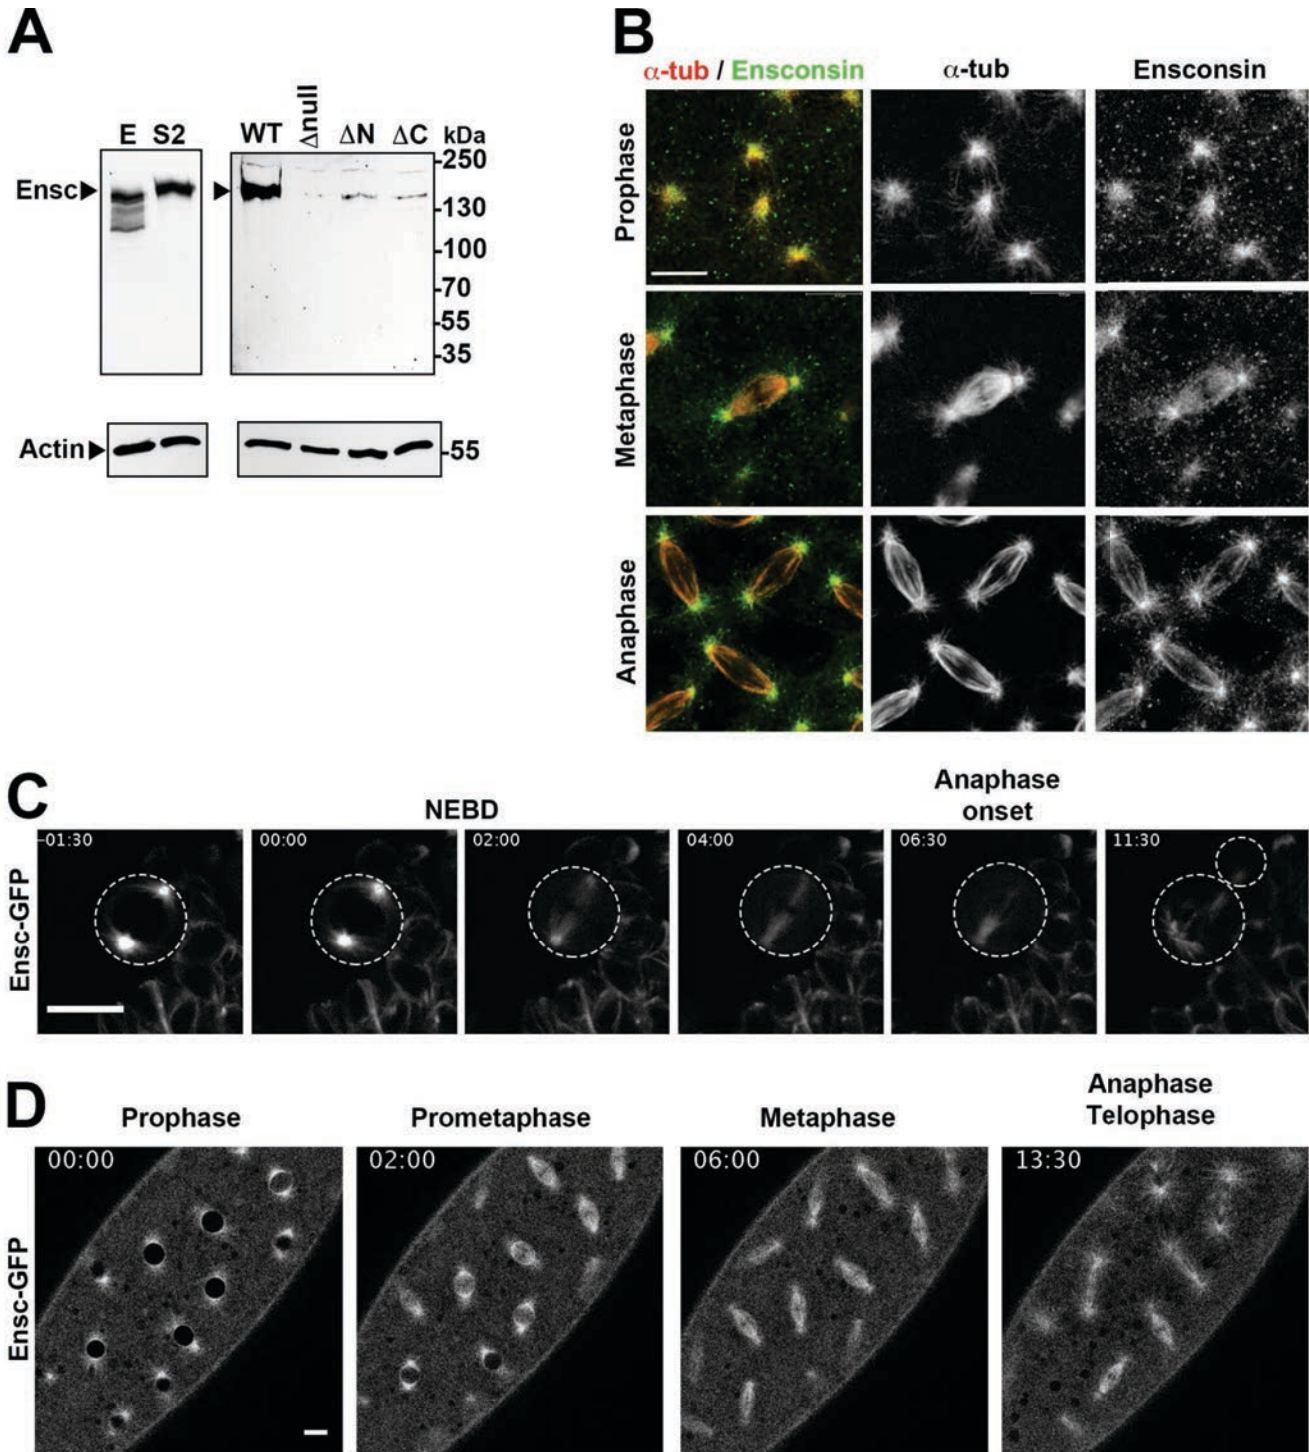 A
E S2 WT Δnull ΔN ΔC kDa
Ensc
250
130
100
70
55
35
Actin
55
B
α-tub / Ensconsin α-tub Ensconsin
Prophase
Metaphase
Anaphase
C
NEBD
Anaphase
onset
Ensc-GFP
-01:30 00:00 02:00 04:00 06:30 11:30
D
Prophase Prometaphase Metaphase Anaphase
Telophase
Ensc-GFP
00:00 02:00 06:00 13:30